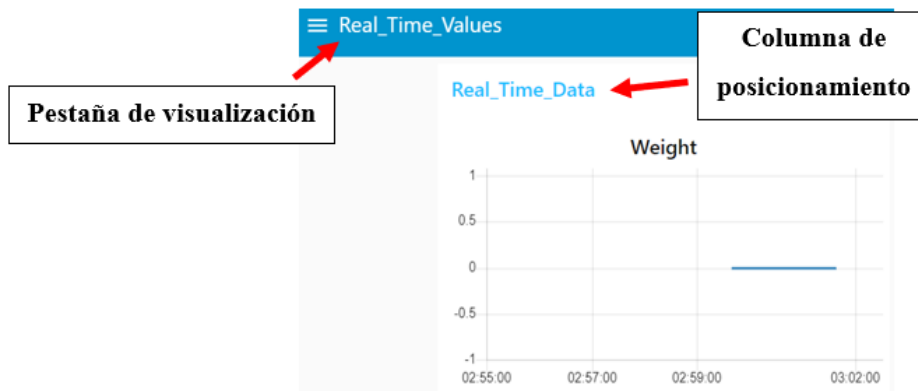 Real_Time_Values
Columna de
posicionamiento
Pestaña de visualización
Real_Time_Data
Weight
1
0.5
0
-0.5
-1
02:55:00 02:57:00 02:59:00 03:02:00